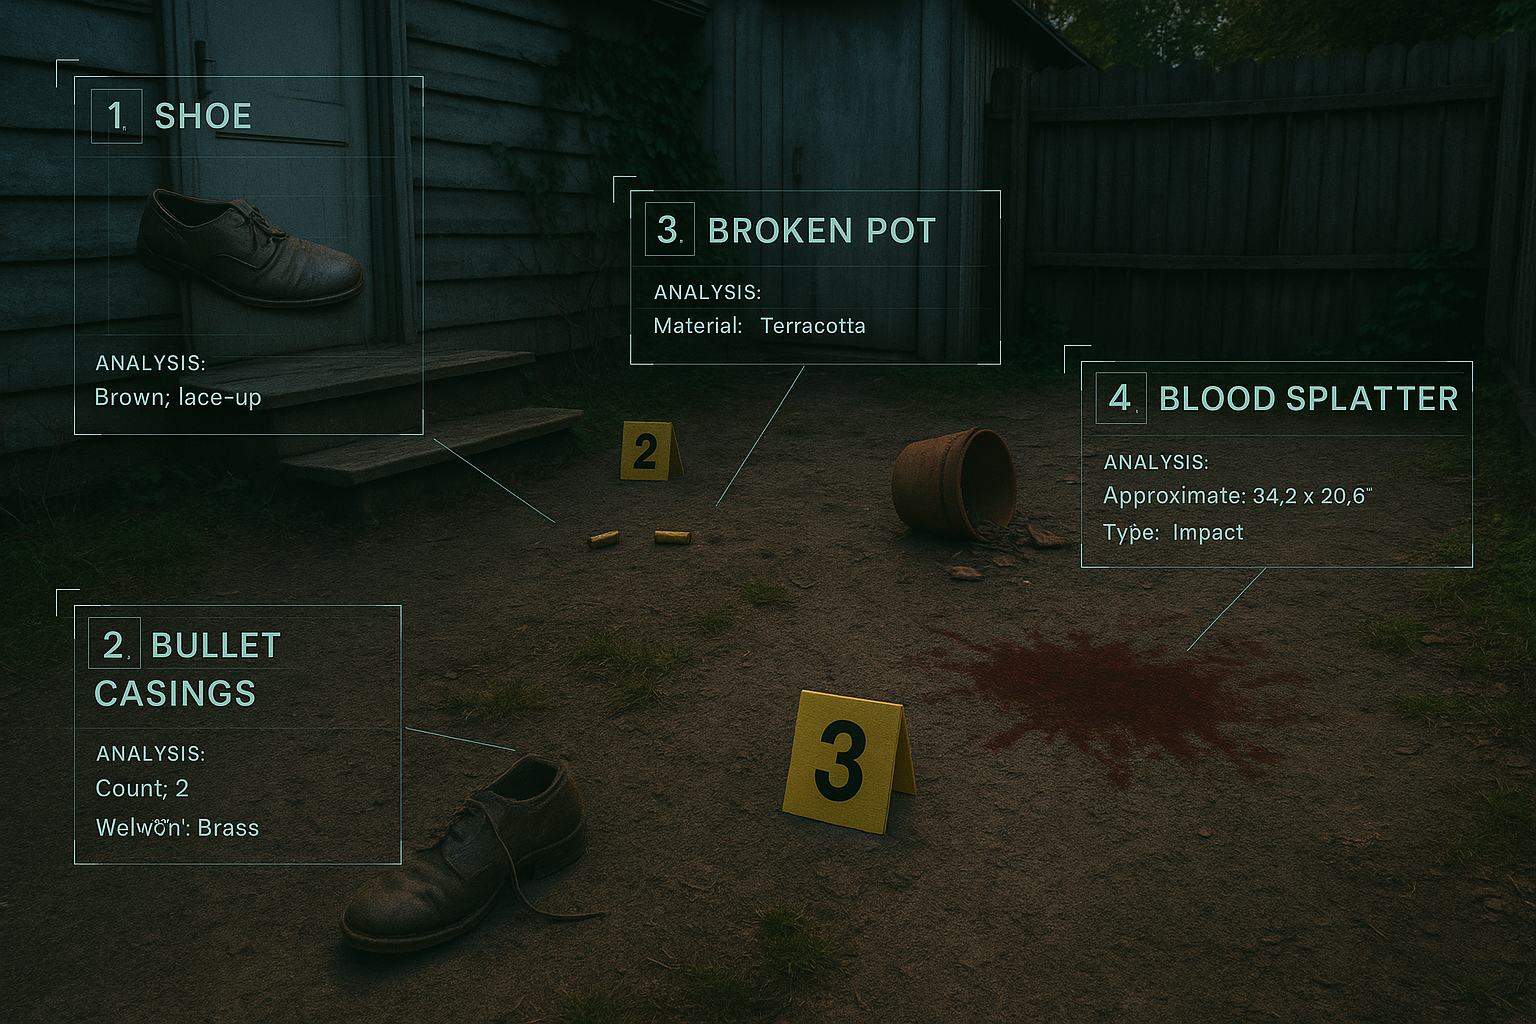 1 SHOE
ANALYSIS:
Brown; lace-up
3 BROKEN POT
ANALYSIS:
Material: Terracotta
4 BLOOD SPLATTER
ANALYSIS:
Approximate: 34,2 x 20,6"
Type: Impact
2
2 BULLET
CASINGS
ANALYSIS:
Count; 2
Brass
3